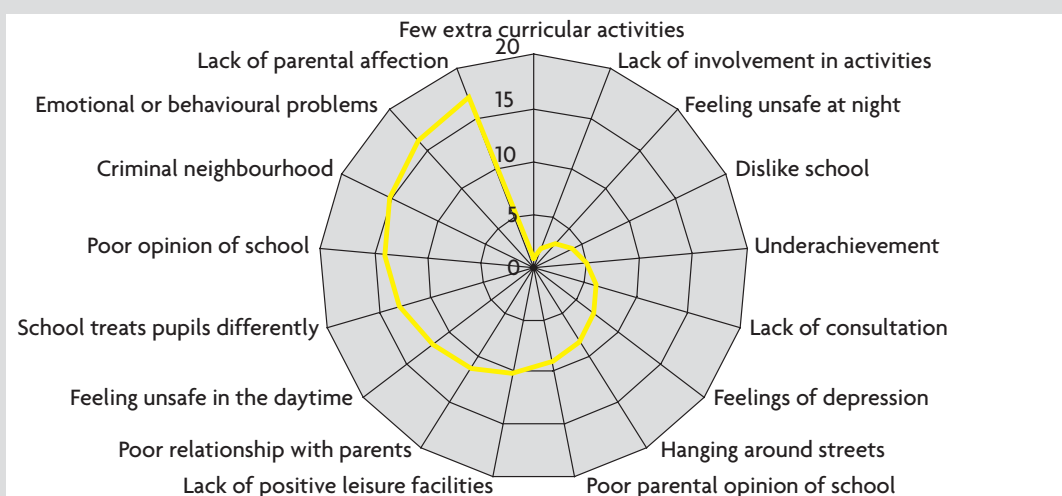 Few extra curricular activities
20
Lack of parental affection
Lack of involvement in activities
Emotional or behavioural problems
15
Feeling unsafe at night
Criminal neighbourhood
10
Dislike school
5
Poor opinion of school
Underachievement
0
School treats pupils differently
Lack of consultation
Feeling unsafe in the daytime
Feelings of depression
Poor relationship with parents
Hanging around streets
Lack of positive leisure facilities
Poor parental opinion of school